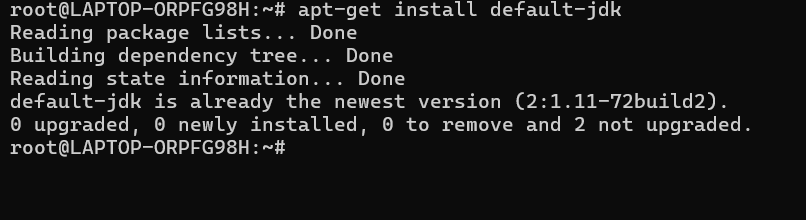 root@LAPTOP-ORPFG98H:~# apt-get install default-jdk
Reading package lists... Done
Building dependency tree... Done
Reading state information... Done
default-jdk is already the newest version (2:1.11-72build2).
0 upgraded, 0 newly installed, 0 to remove and 2 not upgraded.
root@LAPTOP-ORPFG98H:~#